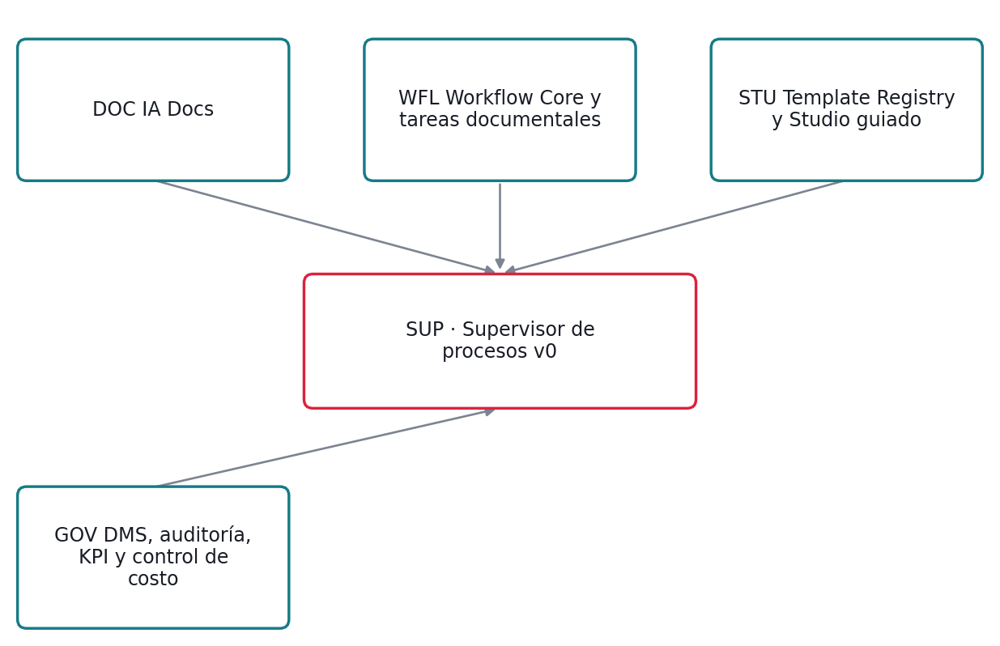 DOC IA Docs
WFL Workflow Core y
tareas documentales
STU Template Registry
y Studio guiado
SUP · Supervisor de
procesos v0
GOV DMS, auditoría,
KPI y control de
costo